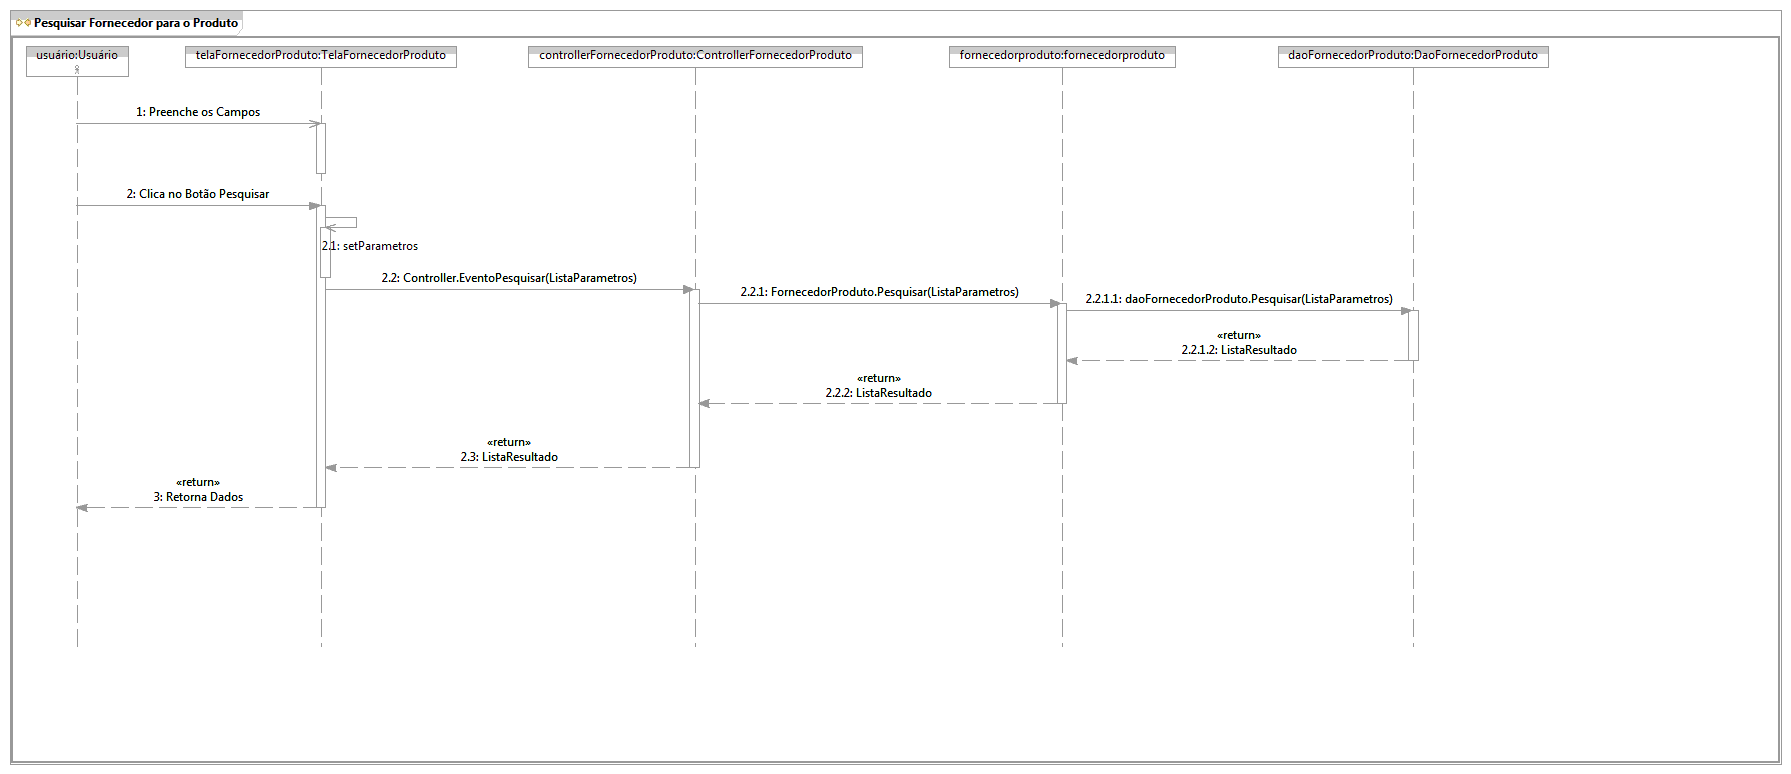 Pesquisar Fornecedor para o Produto
usuário:Usuário
telaFornecedorProduto:TelaFornecedorProduto
controllerFornecedorProduto:ControllerFornecedorProduto
fornecedorproduto:fornecedorproduto
daoFornecedorProduto:DaoFornecedorProduto
1: Preenche os Campos
2: Clica no Botão Pesquisar
2.1: setParametros
2.2: Controller.EventoPesquisar(ListaParametros)
2.2.1: FornecedorProduto.Pesquisar(ListaParametros)
2.2.1.1: daoFornecedorProduto.Pesquisar(ListaParametros)
«return»
2.2.1.2: ListaResultado
«return»
2.2.2: ListaResultado
«return»
2.3: ListaResultado
«return»
3: Retorna Dados